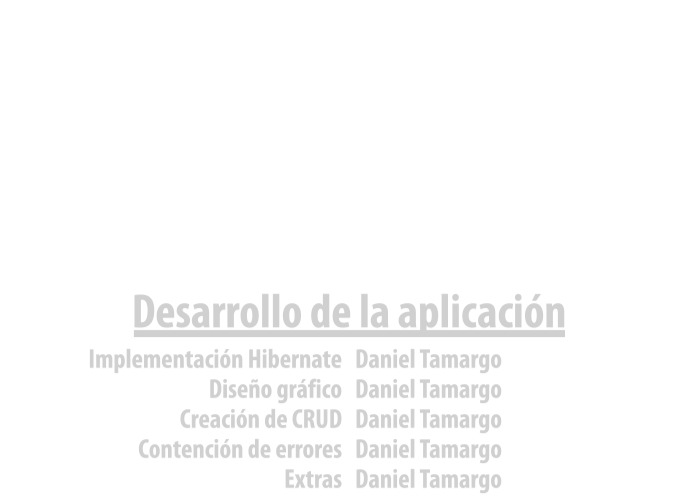 Desarrollo de la aplicación
Implementación Hibernate Daniel Tamargo
Diseño gráfico Daniel Tamargo
Creación de CRUD Daniel Tamargo
Contención de errores Daniel Tamargo
Extras Daniel Tamargo